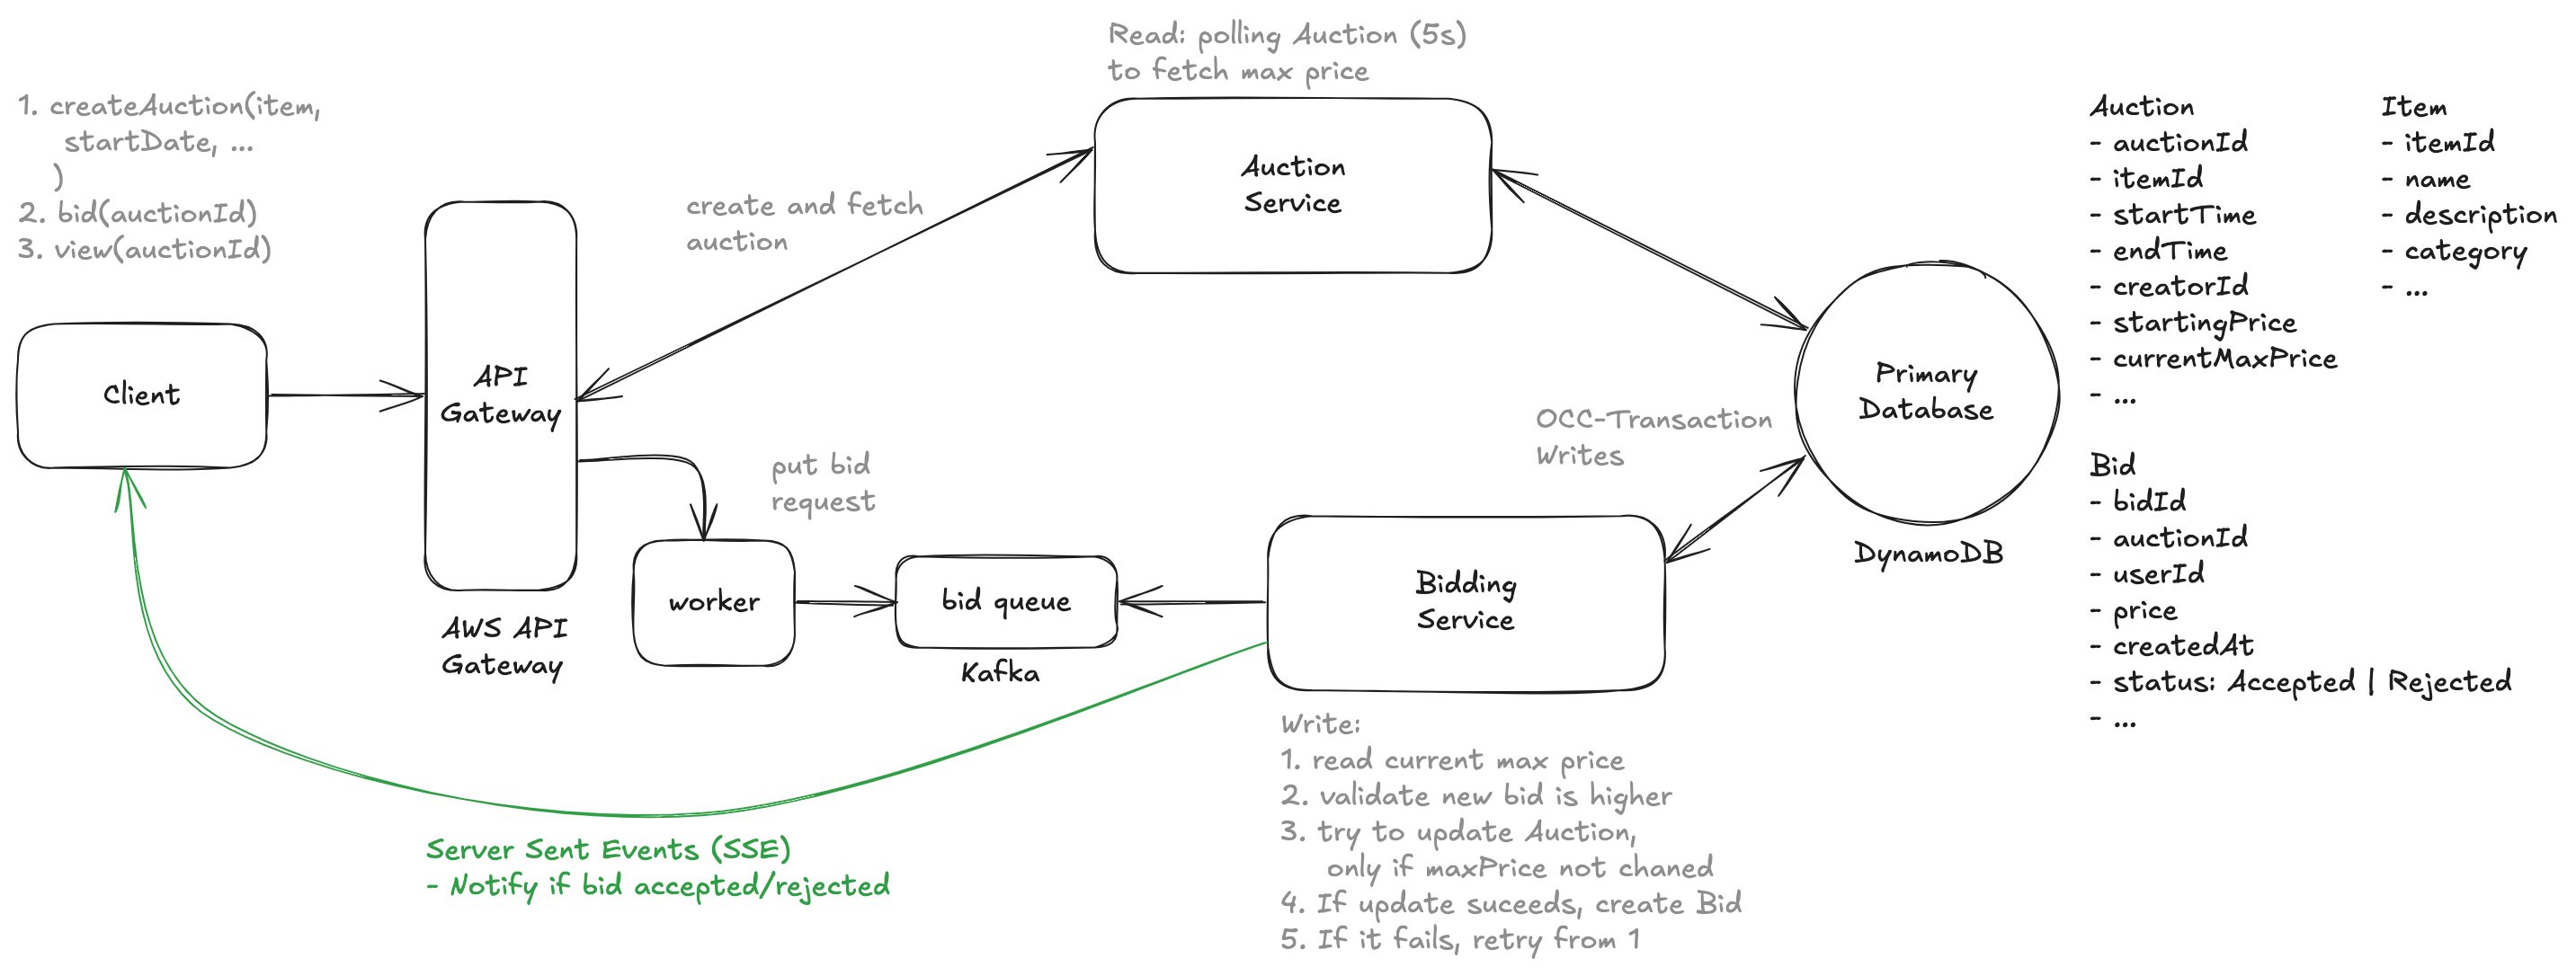 Read: polling Auction (5s)
to fetch max price
1. createAuction(item,
startDate, ...
)
2. bid(auctionId)
3. view(auctionId)
Client
API
Gateway
AWS API
Gateway
create and fetch
auction
Auction
Service
put bid
request
worker
bid queue
Kafka
Bidding
Service
OCC-Transaction
Writes
Primary
Database
DynamoDB
Server Sent Events (SSE)
- Notify if bid accepted/rejected
Write:
1. read current max price
2. validate new bid is higher
3. try to update Auction,
only if maxPrice not chaned
4. If update suceeds, create Bid
5. If it fails, retry from 1
Auction
- auctionId
- itemId
- startTime
- endTime
- creatorId
- startingPrice
- currentMaxPrice
- ...
Item
- itemId
- name
- description
- category
- ...
Bid
- bidId
- auctionId
- userId
- price
- createdAt
- status: Accepted | Rejected
- ...